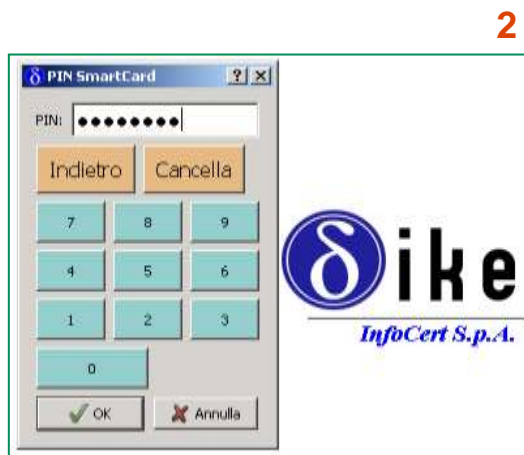 2
δ PIN SmartCard ? ×
PIN: ●●●●●●●●
Indietro Cancella
7 8 9
4 5 6
1 2 3
0
OK Annulla
δike
InfoCert S.p.A.